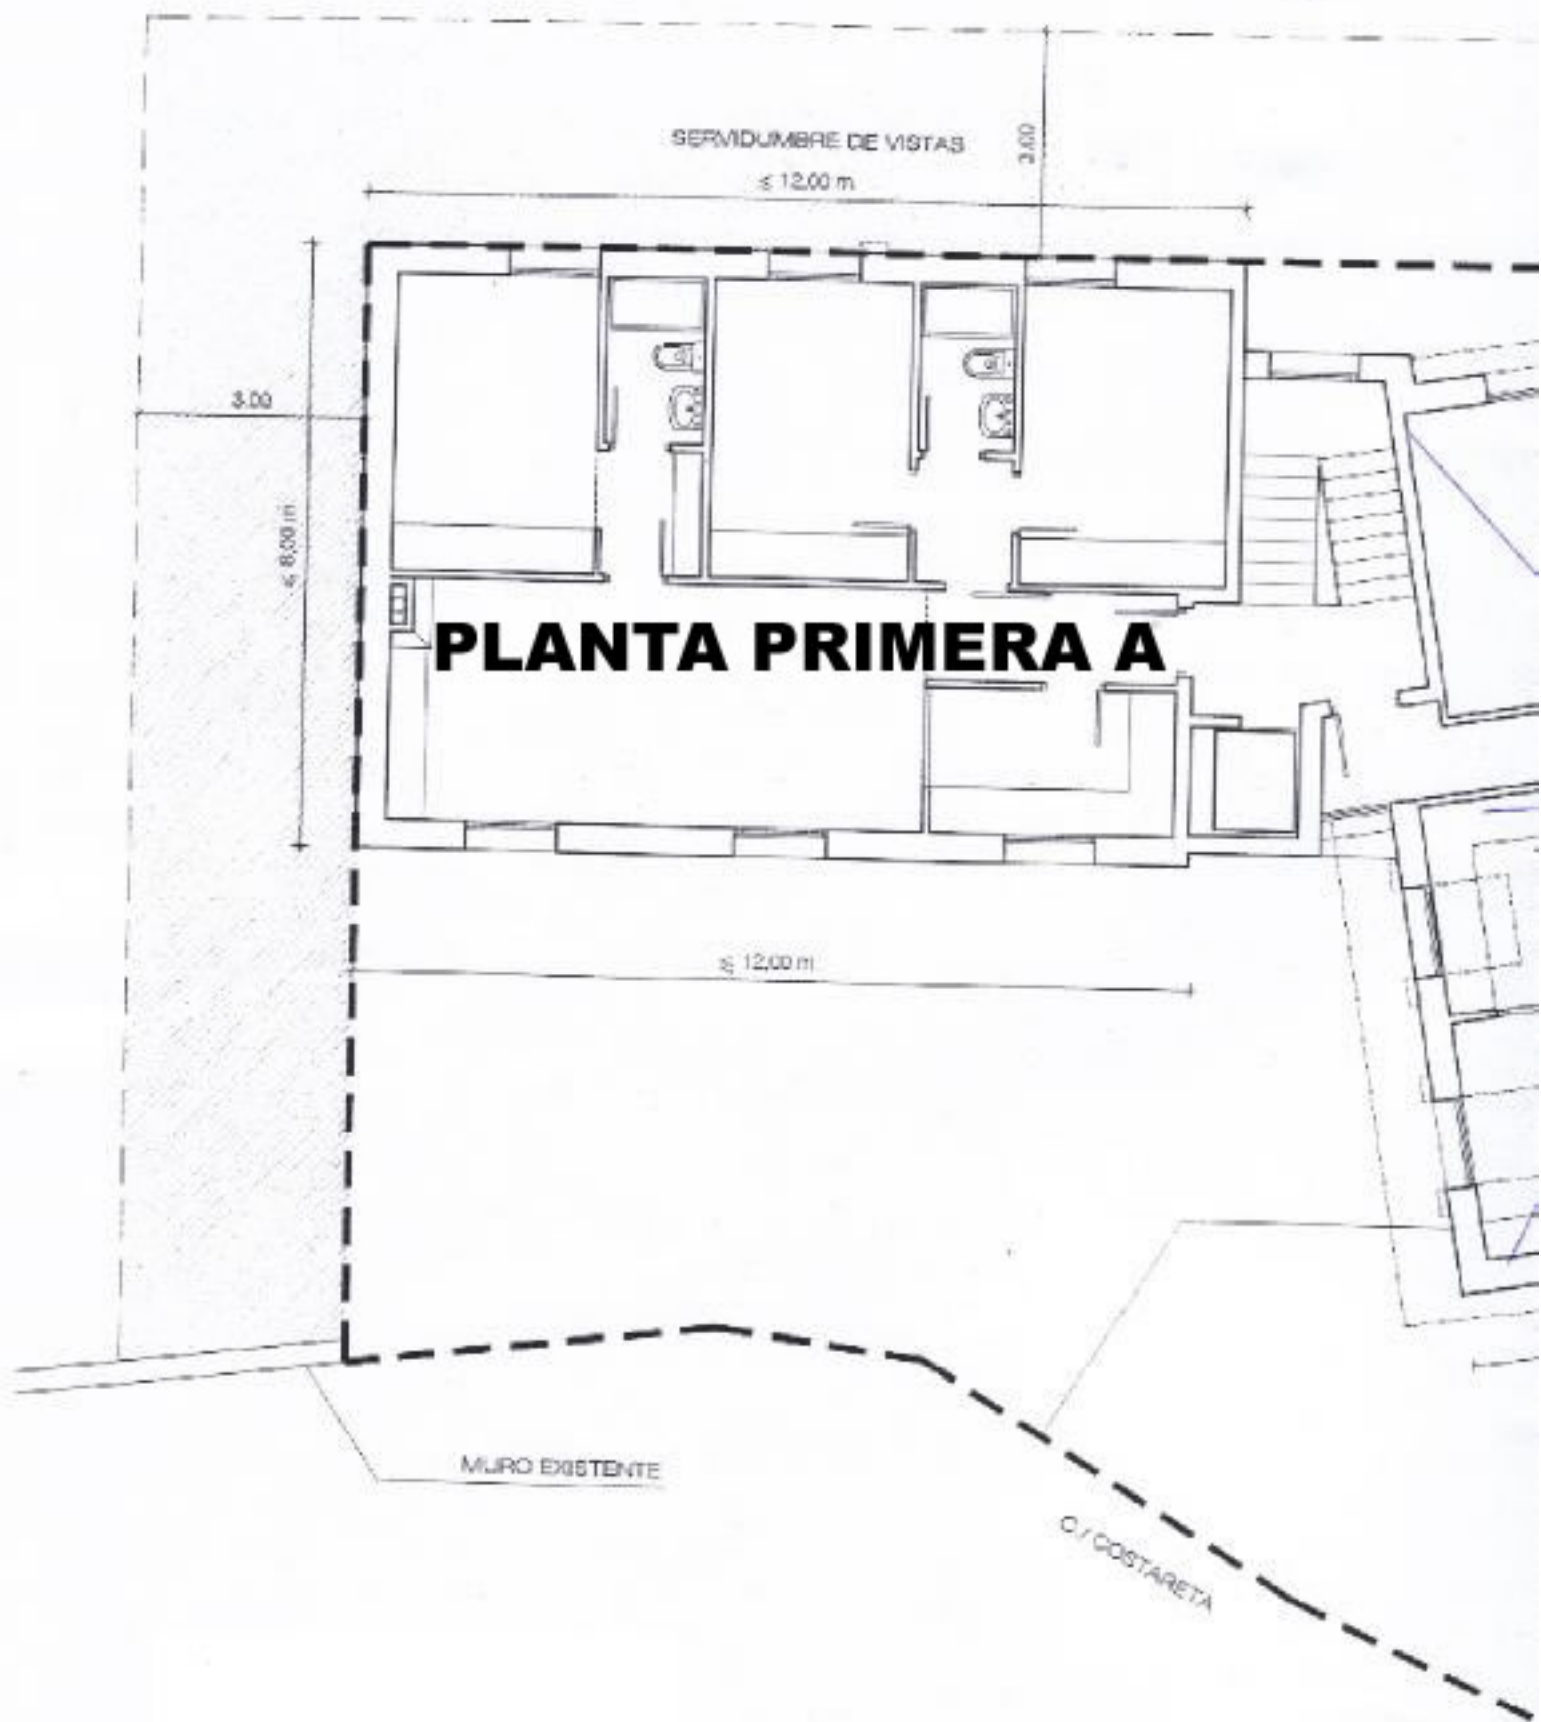 SERVIDUMBRE DE VISTAS
3.00
≤ 12,00 m
3.00
≤ 8,00 m
PLANTA PRIMERA A
≤ 12,00 m
MURO EXISTENTE
C/ COSTARETA